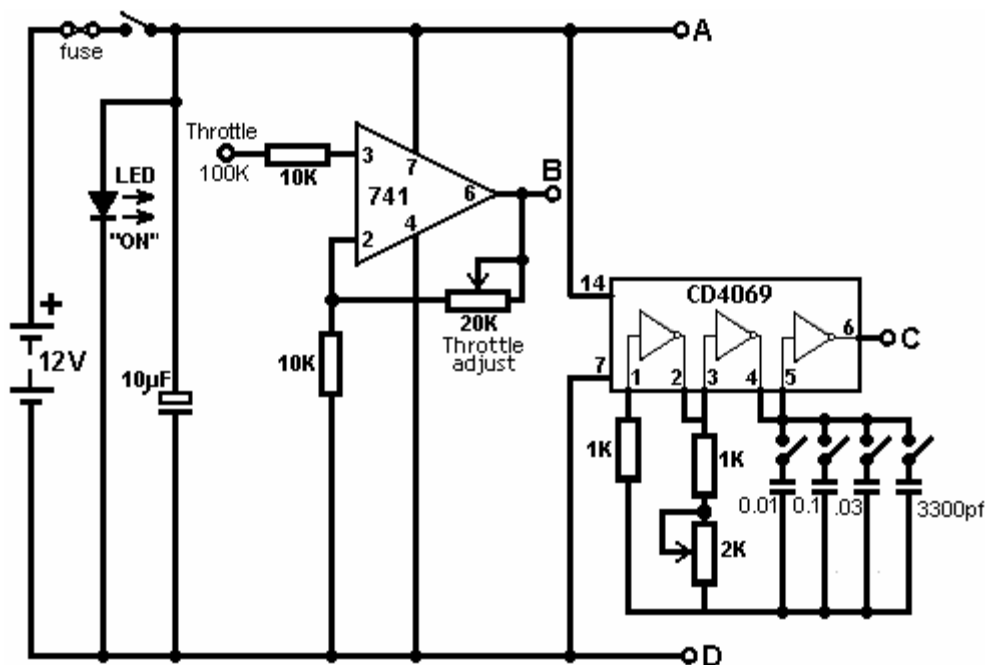 A
fuse
Throttle
100K
10K
3
7
741
6
B
4
2
LED
"ON"
20K
Throttle
adjust
10K
+
12V
10µF
14
CD4069
7
6
C
1
2
3
4
5
1K
1K
2K
0.01
0.1
.03
3300pf
D